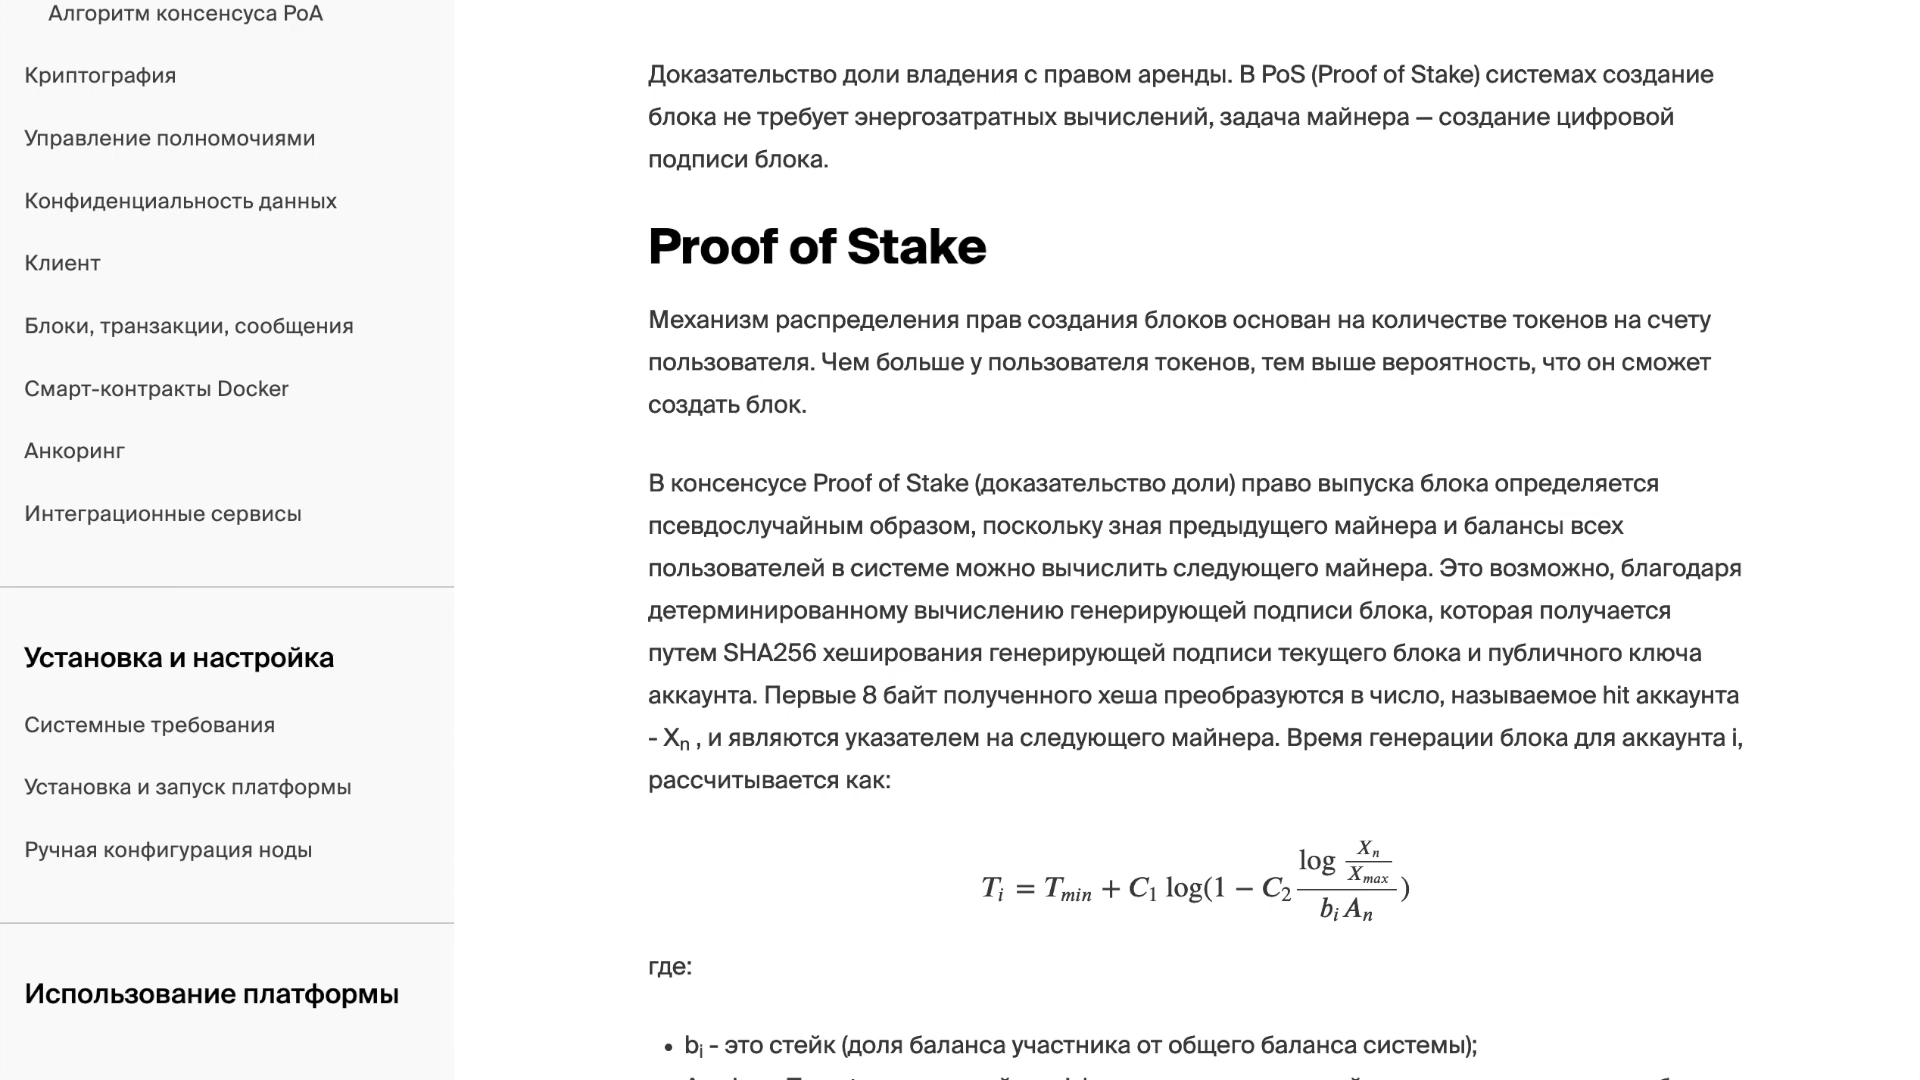 Алгоритм консенсуса PoA
Криптография
Управление полномочиями
Конфиденциальность данных
Клиент
Блоки, транзакции, сообщения
Смарт-контракты Docker
Анкоринг
Интеграционные сервисы
Установка и настройка
Системные требования
Установка и запуск платформы
Ручная конфигурация ноды
Использование платформы
Доказательство доли владения с правом аренды. В PoS (Proof of Stake) системах создание
блока не требует энергозатратных вычислений, задача майнера — создание цифровой
подписи блока.
Proof of Stake
Механизм распределения прав создания блоков основан на количестве токенов на счету
пользователя. Чем больше у пользователя токенов, тем выше вероятность, что он сможет
создать блок.
В консенсусе Proof of Stake (доказательство доли) право выпуска блока определяется
псевдослучайным образом, поскольку зная предыдущего майнера и балансы всех
пользователей в системе можно вычислить следующего майнера. Это возможно, благодаря
детерминированному вычислению генерирующей подписи блока, которая получается
путем SHA256 хеширования генерирующей подписи текущего блока и публичного ключа
аккаунта. Первые 8 байт полученного хеша преобразуются в число, называемое hit аккаунта
- Xn , и являются указателем на следующего майнера. Время генерации блока для аккаунта i,
рассчитывается как:
T_i = T_min + C_1 log(1 − C_2 (log (X_n / X_max)) / (b_i A_n))
где:
• bi - это стейк (доля баланса участника от общего баланса системы);